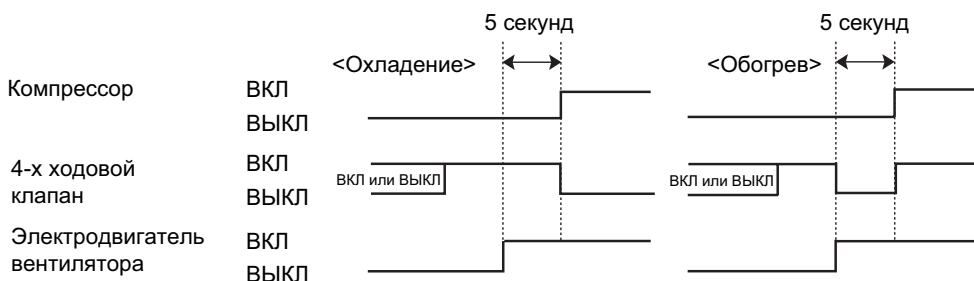 5 секунд
5 секунд
<Охладение>
<Обогрев>
Компрессор
ВКЛ
ВЫКЛ
4-х ходовой
клапан
ВКЛ
ВЫКЛ
ВКЛ или ВЫКЛ
ВКЛ или ВЫКЛ
Электродвигатель
вентилятора
ВКЛ
ВЫКЛ